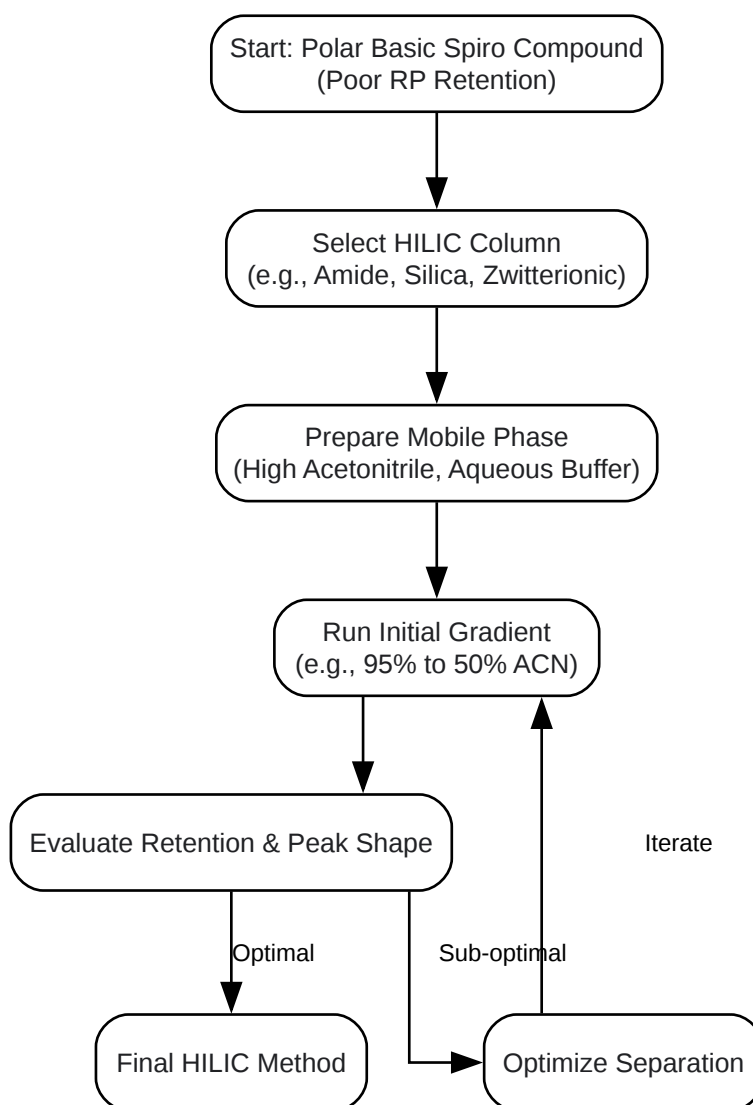 Start: Polar Basic Spiro Compound
(Poor RP Retention)
Select HILIC Column
(e.g., Amide, Silica, Zwitterionic)
Prepare Mobile Phase
(High Acetonitrile, Aqueous Buffer)
Run Initial Gradient
(e.g., 95% to 50% ACN)
Evaluate Retention & Peak Shape
Iterate
Optimal
Sub-optimal
Final HILIC Method
Optimize Separation